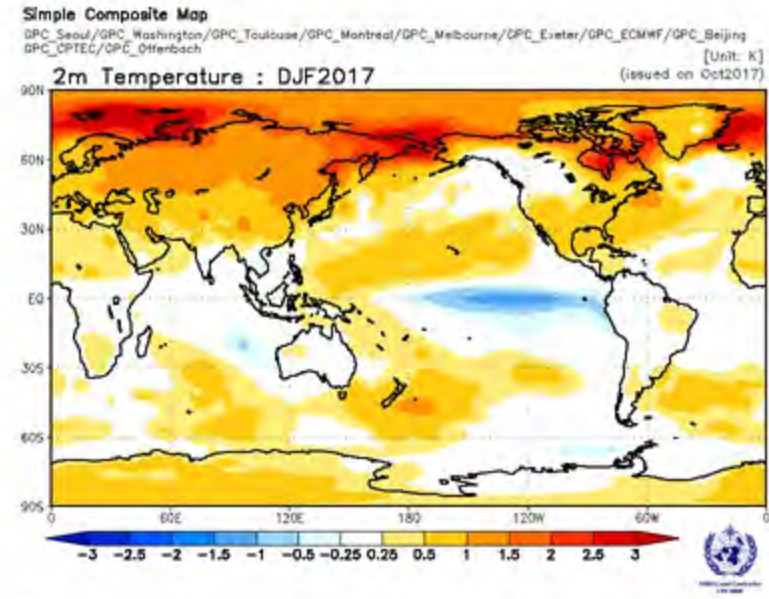 Simple Composite Map
GPC_Seoul/GPC_Washington/GPC_Toulouse/GPC_Montreal/GPC_Melbourne/GPC_Exeter/GPC_ECMWF/GPC_Beijing
GPC_CPTEC/GPC_Offenbach
[Unit: K]
2m Temperature : DJF2017
(issued on Oct2017)
90N
60N
30N
EQ
30S
60S
90S
0 60E 120E 180 120W 60W 0
-3 -2.5 -2 -1.5 -1 -0.5 -0.25 0.25 0.5 1 1.5 2 2.5 3